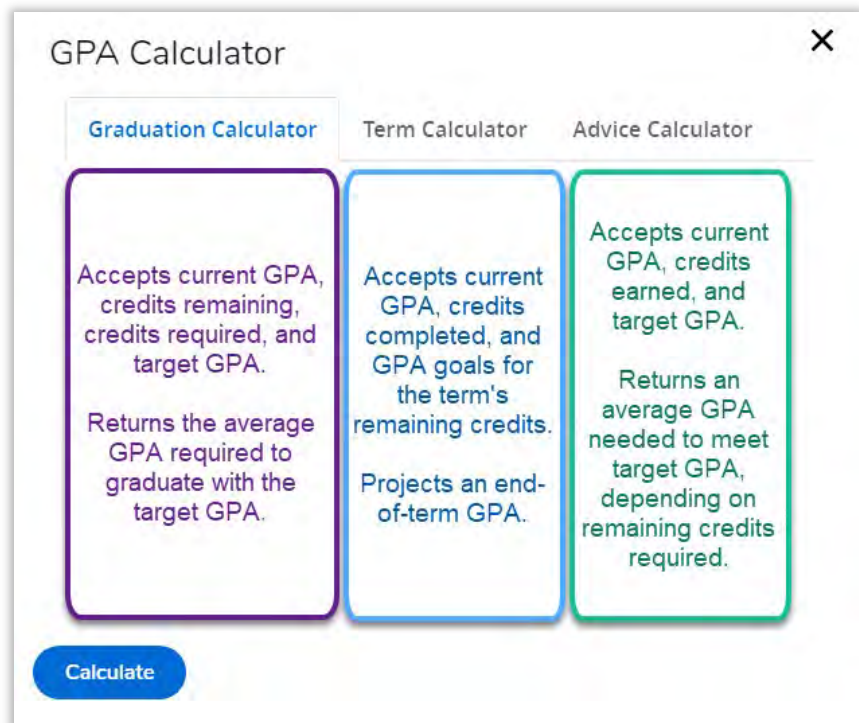 GPA Calculator
Graduation Calculator
Term Calculator
Advice Calculator
Accepts current GPA,
credits remaining,
credits required, and
target GPA.
Returns the average
GPA required to
graduate with the
target GPA.
Accepts current
GPA, credits
completed, and
GPA goals for
the term's
remaining credits.
Projects an end-
of-term GPA.
Accepts current
GPA, credits
earned, and
target GPA.
Returns an
average GPA
needed to meet
target GPA,
depending on
remaining credits
required.
Calculate